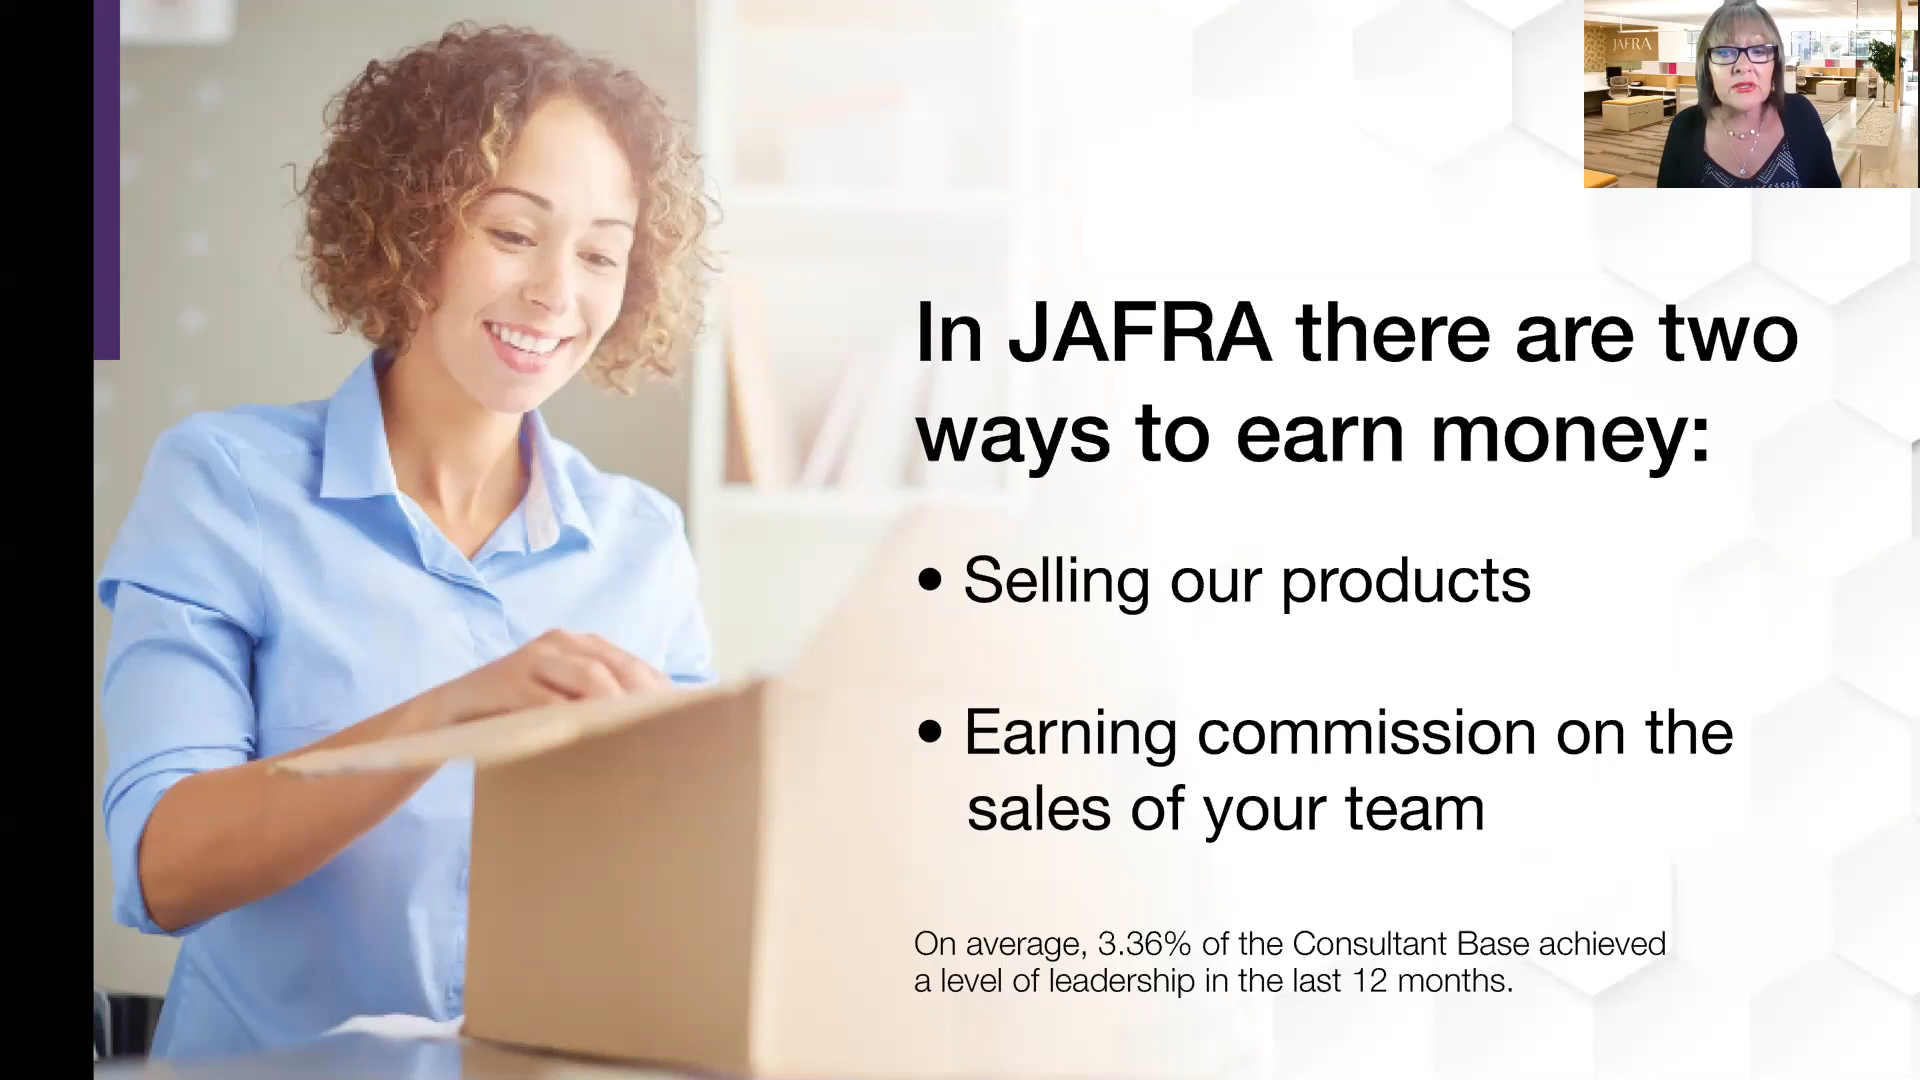 JAFRA
In JAFRA there are two
ways to earn money:
• Selling our products
• Earning commission on the
sales of your team
On average, 3.36% of the Consultant Base achieved
a level of leadership in the last 12 months.